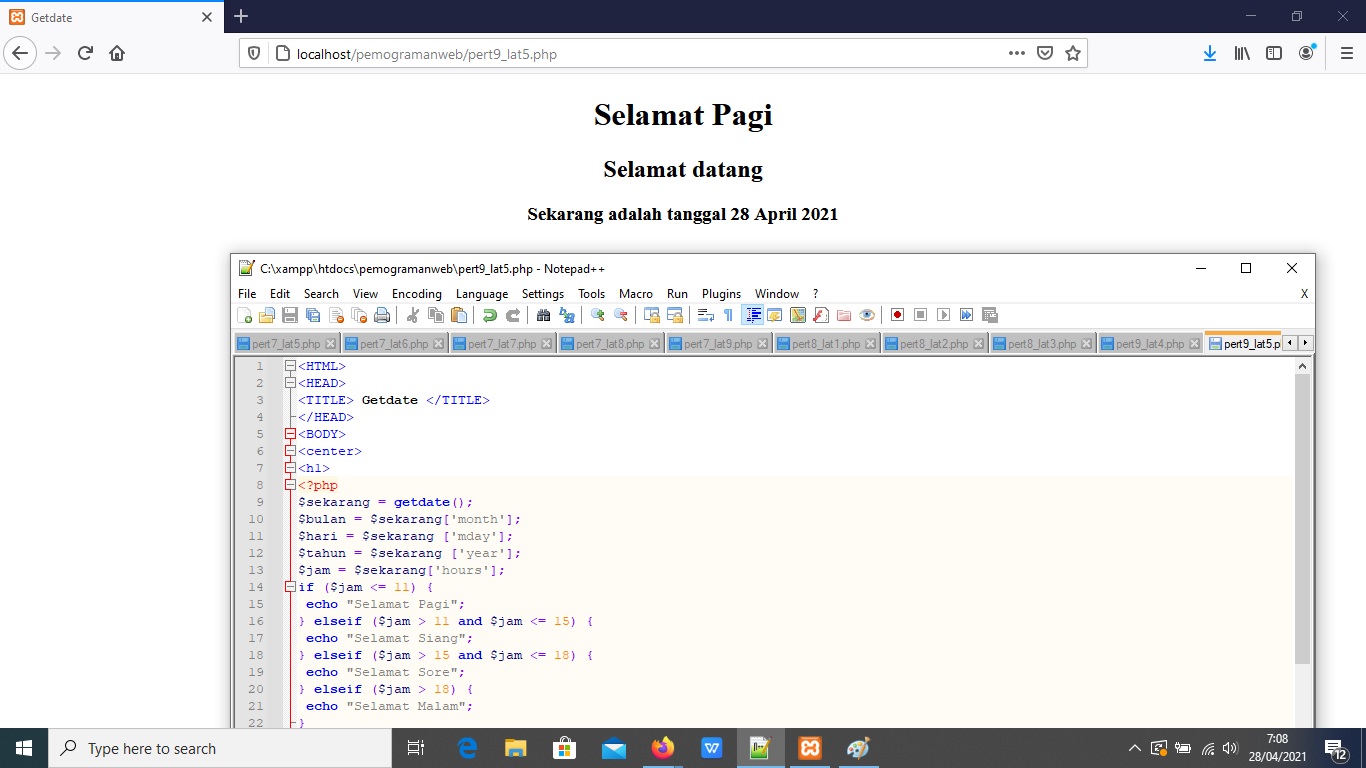 Getdate
localhost/pemogramanweb/pert9_lat5.php
Selamat Pagi
Selamat datang
Sekarang adalah tanggal 28 April 2021
C:\xampp\htdocs\pemogramanweb\pert9_lat5.php - Notepad++
File Edit Search View Encoding Language Settings Tools Macro Run Plugins Window ? X
pert7_lat5.php pert7_lat6.php pert7_lat7.php pert7_lat8.php pert7_lat9.php pert8_lat1.php pert8_lat2.php pert8_lat3.php pert9_lat4.php pert9_lat5.p
1 <HTML>
2 <HEAD>
3 <TITLE> Getdate </TITLE>
4 </HEAD>
5 <BODY>
6 <center>
7 <h1>
8 <?php
9 $sekarang = getdate();
10 $bulan = $sekarang['month'];
11 $hari = $sekarang ['mday'];
12 $tahun = $sekarang ['year'];
13 $jam = $sekarang['hours'];
14 if ($jam <= 11) {
15 echo "Selamat Pagi";
16 } elseif ($jam > 11 and $jam <= 15) {
17 echo "Selamat Siang";
18 } elseif ($jam > 15 and $jam <= 18) {
19 echo "Selamat Sore";
20 } elseif ($jam > 18) {
21 echo "Selamat Malam";
22 }
Type here to search
7:08
28/04/2021
12